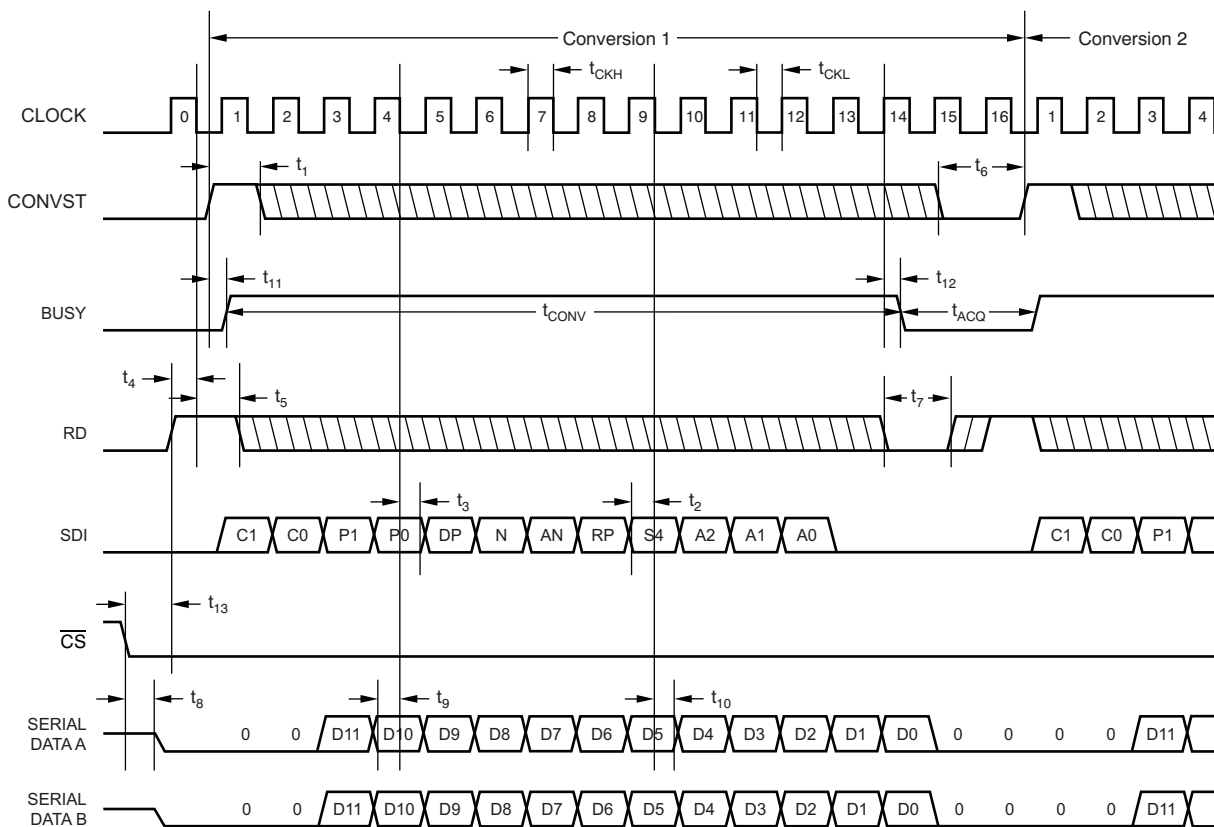 Conversion 1 Conversion 2
tCKH tCKL
CLOCK 0 1 2 3 4 5 6 7 8 9 10 11 12 13 14 15 16 1 2 3 4
t1 t6
CONVST
t11 t12
BUSY tCONV tACQ
t4 t5 t7
RD
t3 t2
SDI C1 C0 P1 P0 DP N AN RP S4 A2 A1 A0 C1 C0 P1
t13
CS
t8 t9 t10
SERIAL
DATA A 0 0 D11 D10 D9 D8 D7 D6 D5 D4 D3 D2 D1 D0 0 0 0 0 D11
SERIAL
DATA B 0 0 D11 D10 D9 D8 D7 D6 D5 D4 D3 D2 D1 D0 0 0 0 0 D11